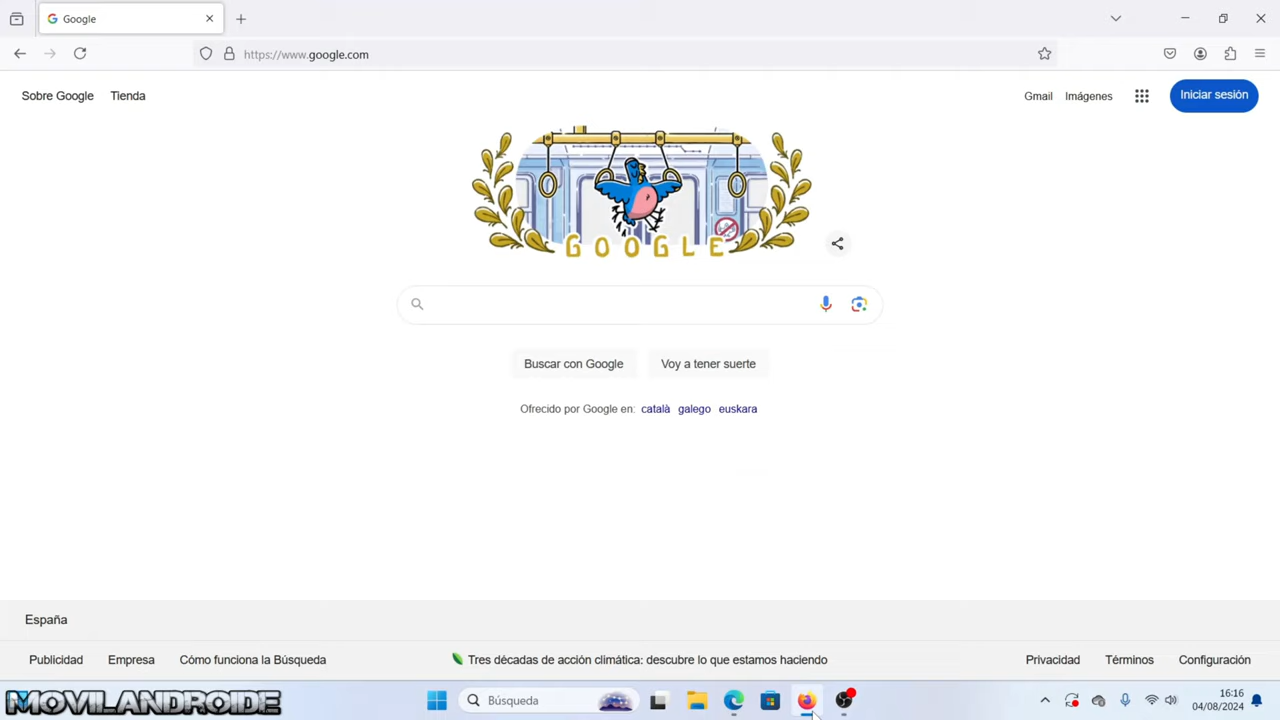 Google
https://www.google.com
Sobre Google
Tienda
Gmail
Imágenes
Iniciar sesión
GOOGLE
Buscar con Google
Voy a tener suerte
Ofrecido por Google en: català galego euskara
España
Publicidad
Empresa
Cómo funciona la Búsqueda
Tres décadas de acción climática: descubre lo que estamos haciendo
Privacidad
Términos
Configuración
MOVILANDROIDE
Búsqueda
16:16
04/08/2024